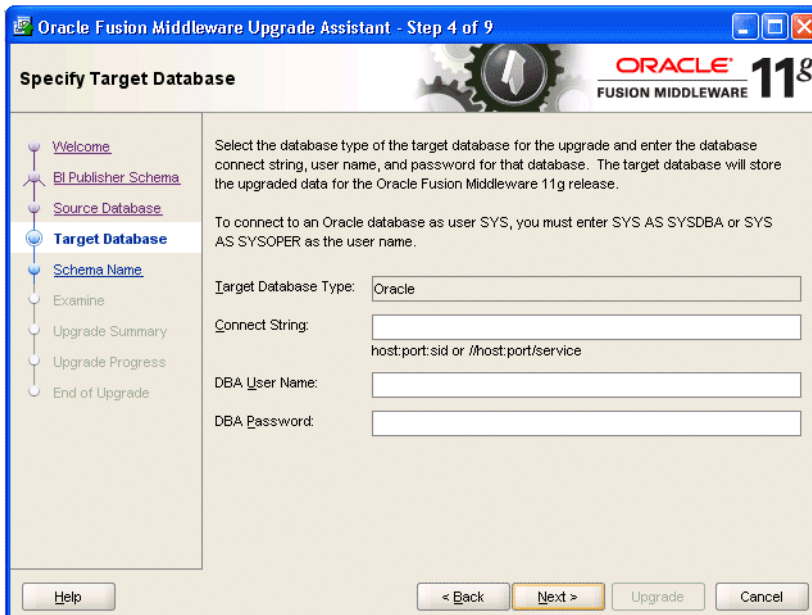 Oracle Fusion Middleware Upgrade Assistant - Step 4 of 9
Specify Target Database
ORACLE
FUSION MIDDLEWARE
11g
Welcome
BI Publisher Schema
Source Database
Target Database
Schema Name
Examine
Upgrade Summary
Upgrade Progress
End of Upgrade
Select the database type of the target database for the upgrade and enter the database
connect string, user name, and password for that database. The target database will store
the upgraded data for the Oracle Fusion Middleware 11g release.
To connect to an Oracle database as user SYS, you must enter SYS AS SYSDBA or SYS
AS SYSOPER as the user name.
Target Database Type: Oracle
Connect String:
host:port:sid or //host:port/service
DBA User Name:
DBA Password:
Help < Back Next > Upgrade Cancel